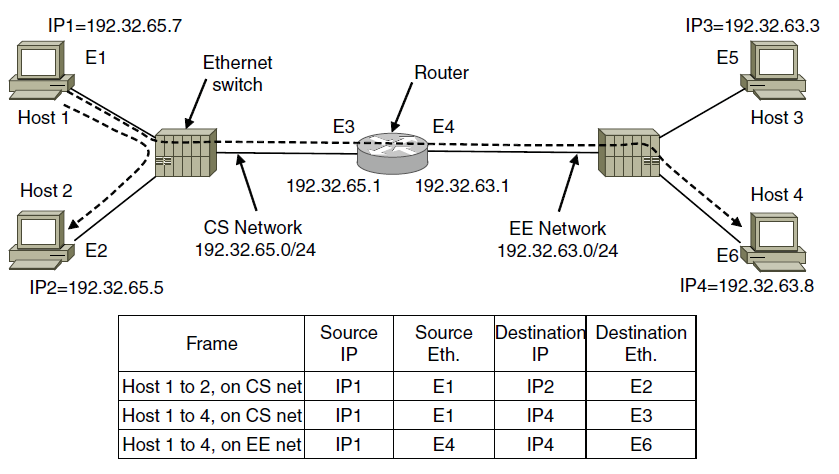 IP1=192.32.65.7
IP3=192.32.63.3
E1
Ethernet
switch
Router
E5
Host 1
E3
E4
Host 3
Host 2
192.32.65.1
192.32.63.1
Host 4
CS Network
192.32.65.0/24
EE Network
192.32.63.0/24
E2
E6
IP2=192.32.65.5
IP4=192.32.63.8
Frame
Source
IP
Source
Eth.
Destination
IP
Destination
Eth.
Host 1 to 2, on CS net IP1 E1 IP2 E2
Host 1 to 4, on CS net IP1 E1 IP4 E3
Host 1 to 4, on EE net IP1 E4 IP4 E6